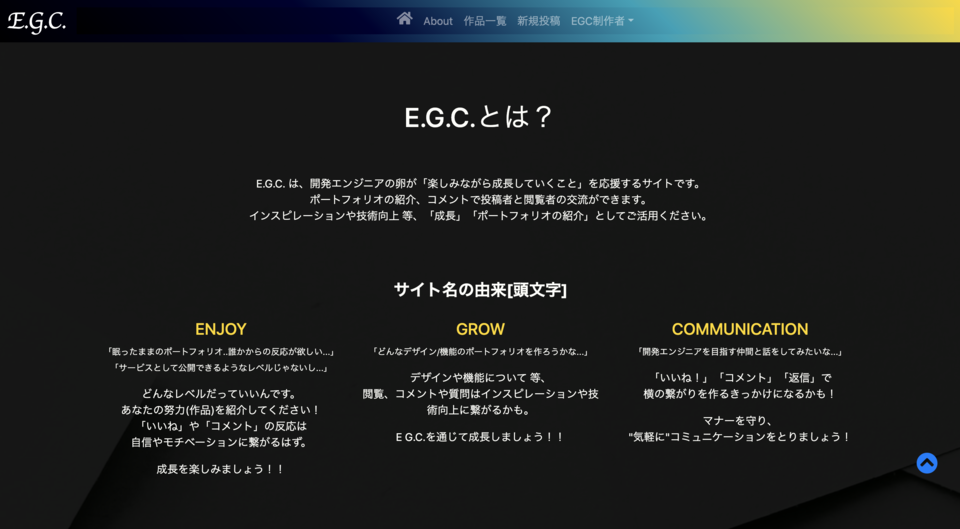 E.G.C.
About 作品一覧 新規投稿 EGC制作者
E.G.C.とは？
E.G.C. は、開発エンジニアの卵が「楽しみながら成長していくこと」を応援するサイトです。
ポートフォリオの紹介、コメントで投稿者と閲覧者の交流ができます。
インスピレーションや技術向上 等、「成長」「ポートフォリオの紹介」としてご活用ください。
サイト名の由来[頭文字]
ENJOY
「眠ったままのポートフォリオ..誰かからの反応が欲しい...」
「サービスとして公開できるようなレベルじゃないし...」
どんなレベルだっていいんです。
あなたの努力(作品)を紹介してください！
「いいね」や「コメント」の反応は
自信やモチベーションに繋がるはず。
成長を楽しみましょう！！
GROW
「どんなデザイン/機能のポートフォリオを作ろうかな...」
デザインや機能について 等、
閲覧、コメントや質問はインスピレーションや技
術向上に繋がるかも。
E G.C.を通じて成長しましょう！！
COMMUNICATION
「開発エンジニアを目指す仲間と話をしてみたいな...」
「いいね！」「コメント」「返信」で
横の繋がりを作るきっかけになるかも！
マナーを守り、
"気軽に"コミュニケーションをとりましょう！